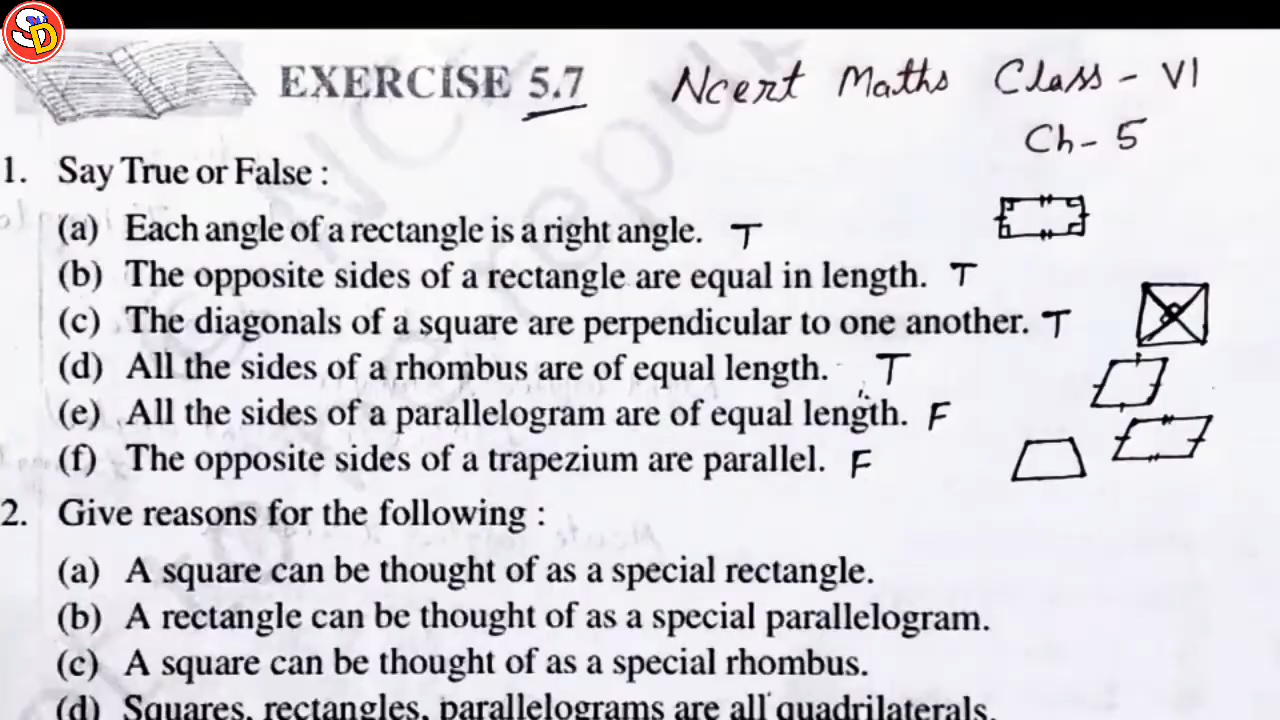 SD
EXERCISE 5.7 Ncert Maths Class - VI
Ch - 5
1. Say True or False :
(a) Each angle of a rectangle is a right angle. T
(b) The opposite sides of a rectangle are equal in length. T
(c) The diagonals of a square are perpendicular to one another. T
(d) All the sides of a rhombus are of equal length. T
(e) All the sides of a parallelogram are of equal length. F
(f) The opposite sides of a trapezium are parallel. F
2. Give reasons for the following :
(a) A square can be thought of as a special rectangle.
(b) A rectangle can be thought of as a special parallelogram.
(c) A square can be thought of as a special rhombus.
(d) Squares, rectangles, parallelograms are all quadrilaterals.